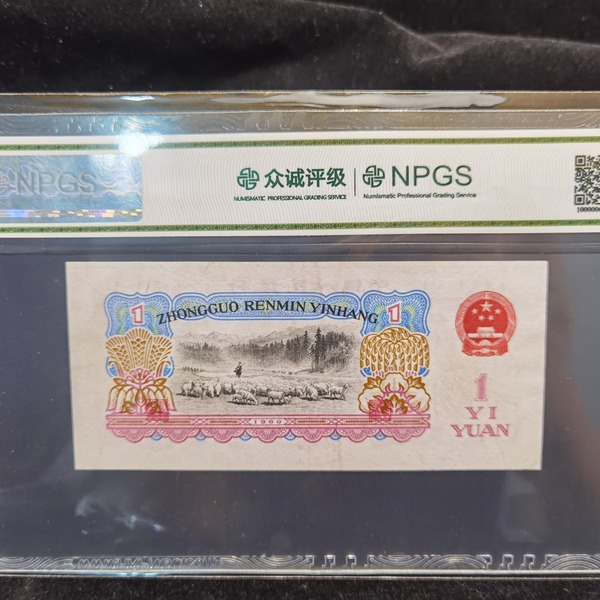 NPGS
众诚评级
NUMISMATIC PROFESSIONAL GRADING SERVICE
NPGS
Numismatic Professional Grading Service
ZHONGGUO RENMIN YINHANG
1
1
1960
1
YI
YUAN